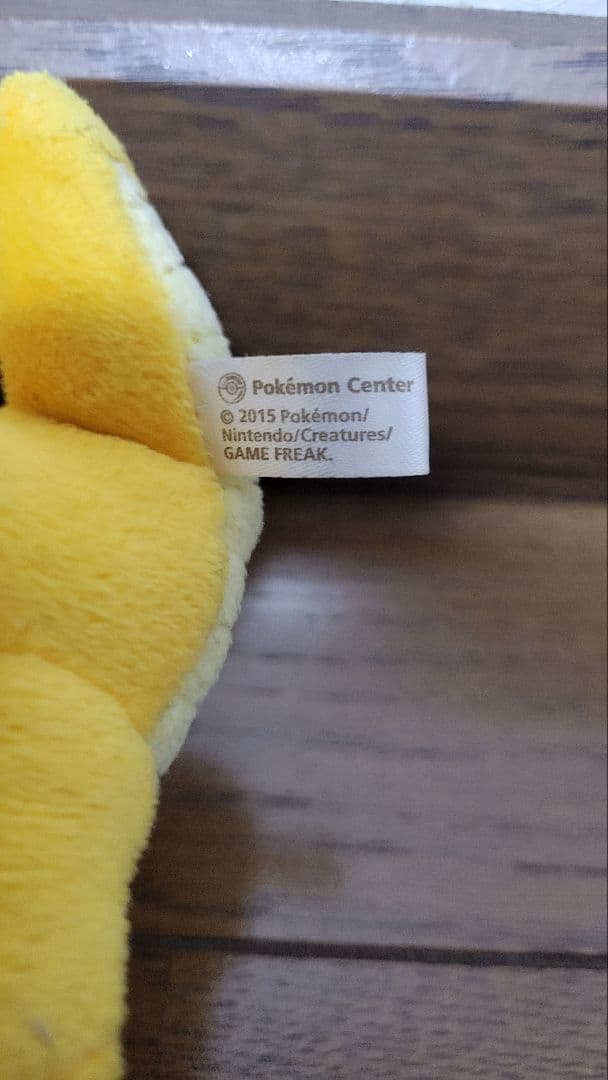 Pokémon Center
© 2015 Pokémon/
Nintendo/Creatures/
GAME FREAK.